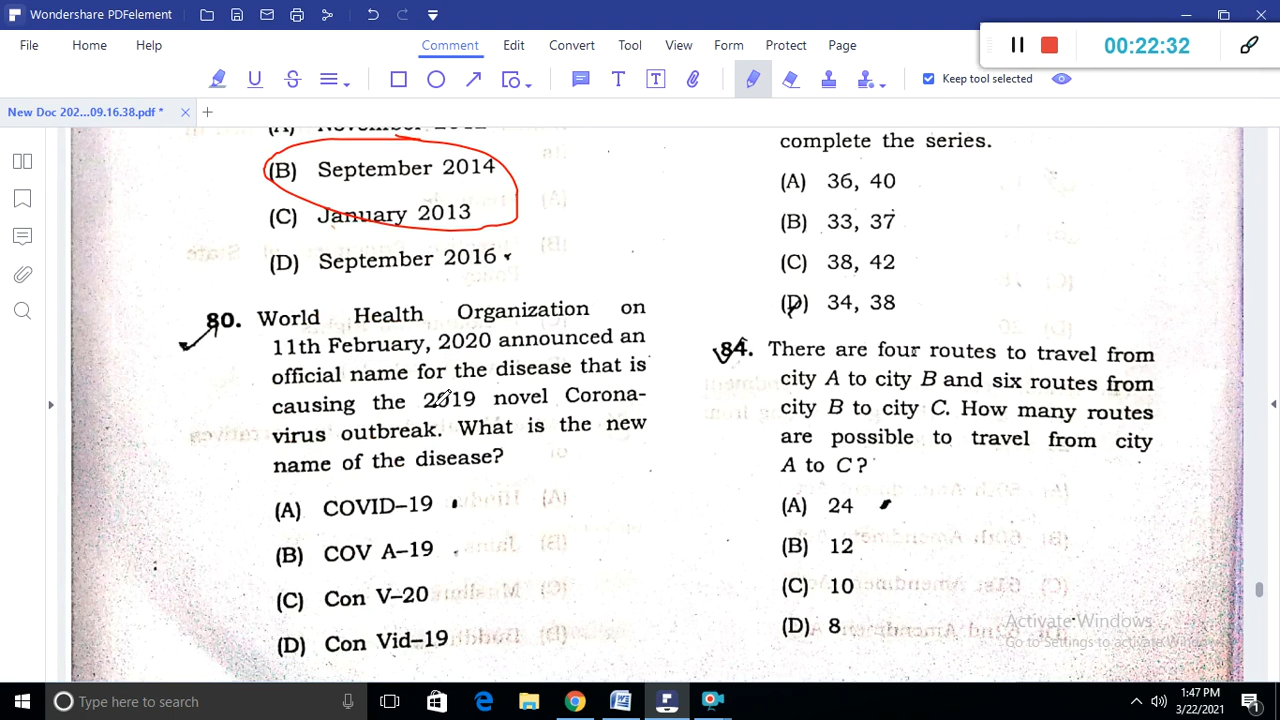 Wondershare PDFelement
File Home Help Comment Edit Convert Tool View Form Protect Page
00:22:32
Keep tool selected
New Doc 202...09.16.38.pdf *
(B) September 2014
(C) January 2013
(D) September 2016
80. World Health Organization on
11th February, 2020 announced an
official name for the disease that is
causing the 2019 novel Corona-
virus outbreak. What is the new
name of the disease?
(A) COVID–19
(B) COV A–19
(C) Con V–20
(D) Con Vid–19
complete the series.
(A) 36, 40
(B) 33, 37
(C) 38, 42
(D) 34, 38
84. There are four routes to travel from
city A to city B and six routes from
city B to city C. How many routes
are possible to travel from city
A to C?
(A) 24
(B) 12
(C) 10
(D) 8
Activate Windows
Go to Settings to activate Windows
Type here to search
1:47 PM
3/22/2021